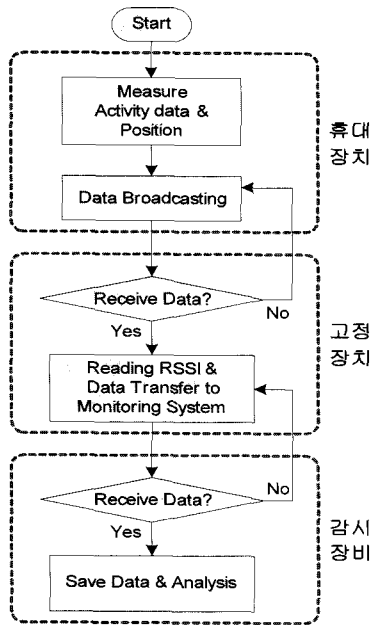 Start
Measure
Activity data &
Position
휴대
장치
Data Broadcasting
Receive Data?
No
Yes
고정
장치
Reading RSSI &
Data Transfer to
Monitoring System
Receive Data?
No
Yes
감시
장비
Save Data & Analysis